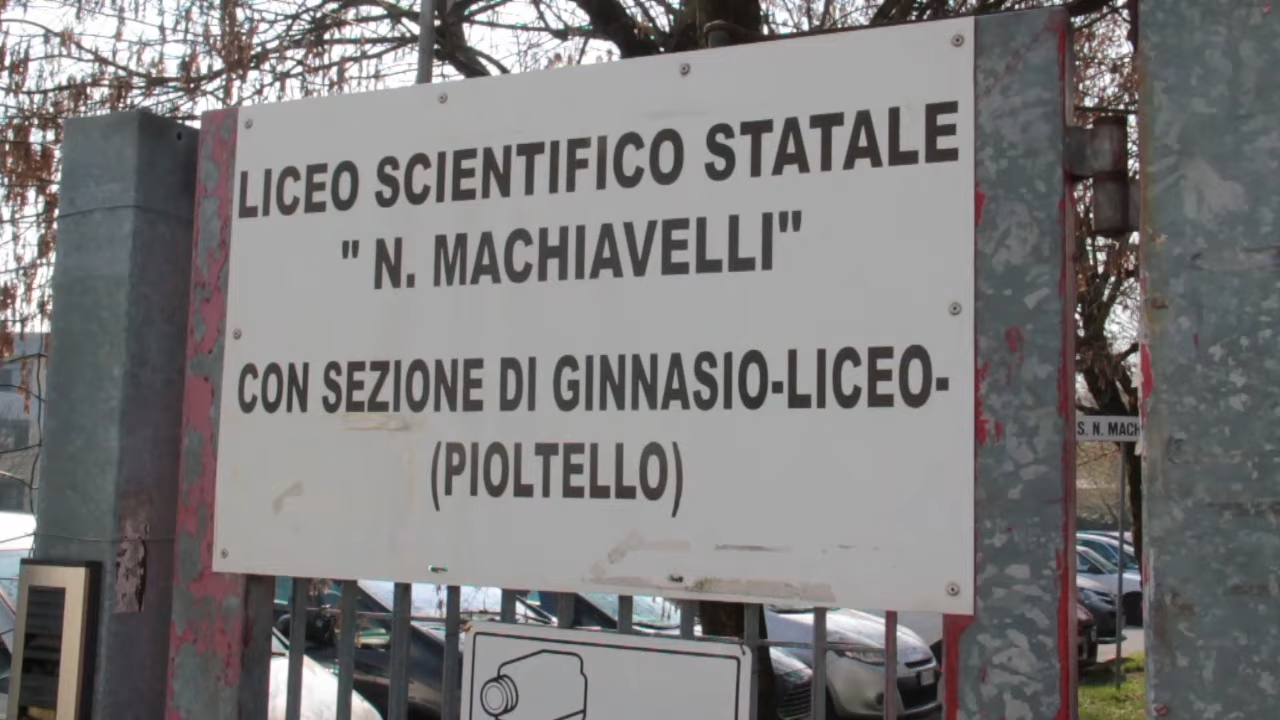 LICEO SCIENTIFICO STATALE
" N. MACHIAVELLI"
CON SEZIONE DI GINNASIO-LICEO-
(PIOLTELLO)
S. N. MACH